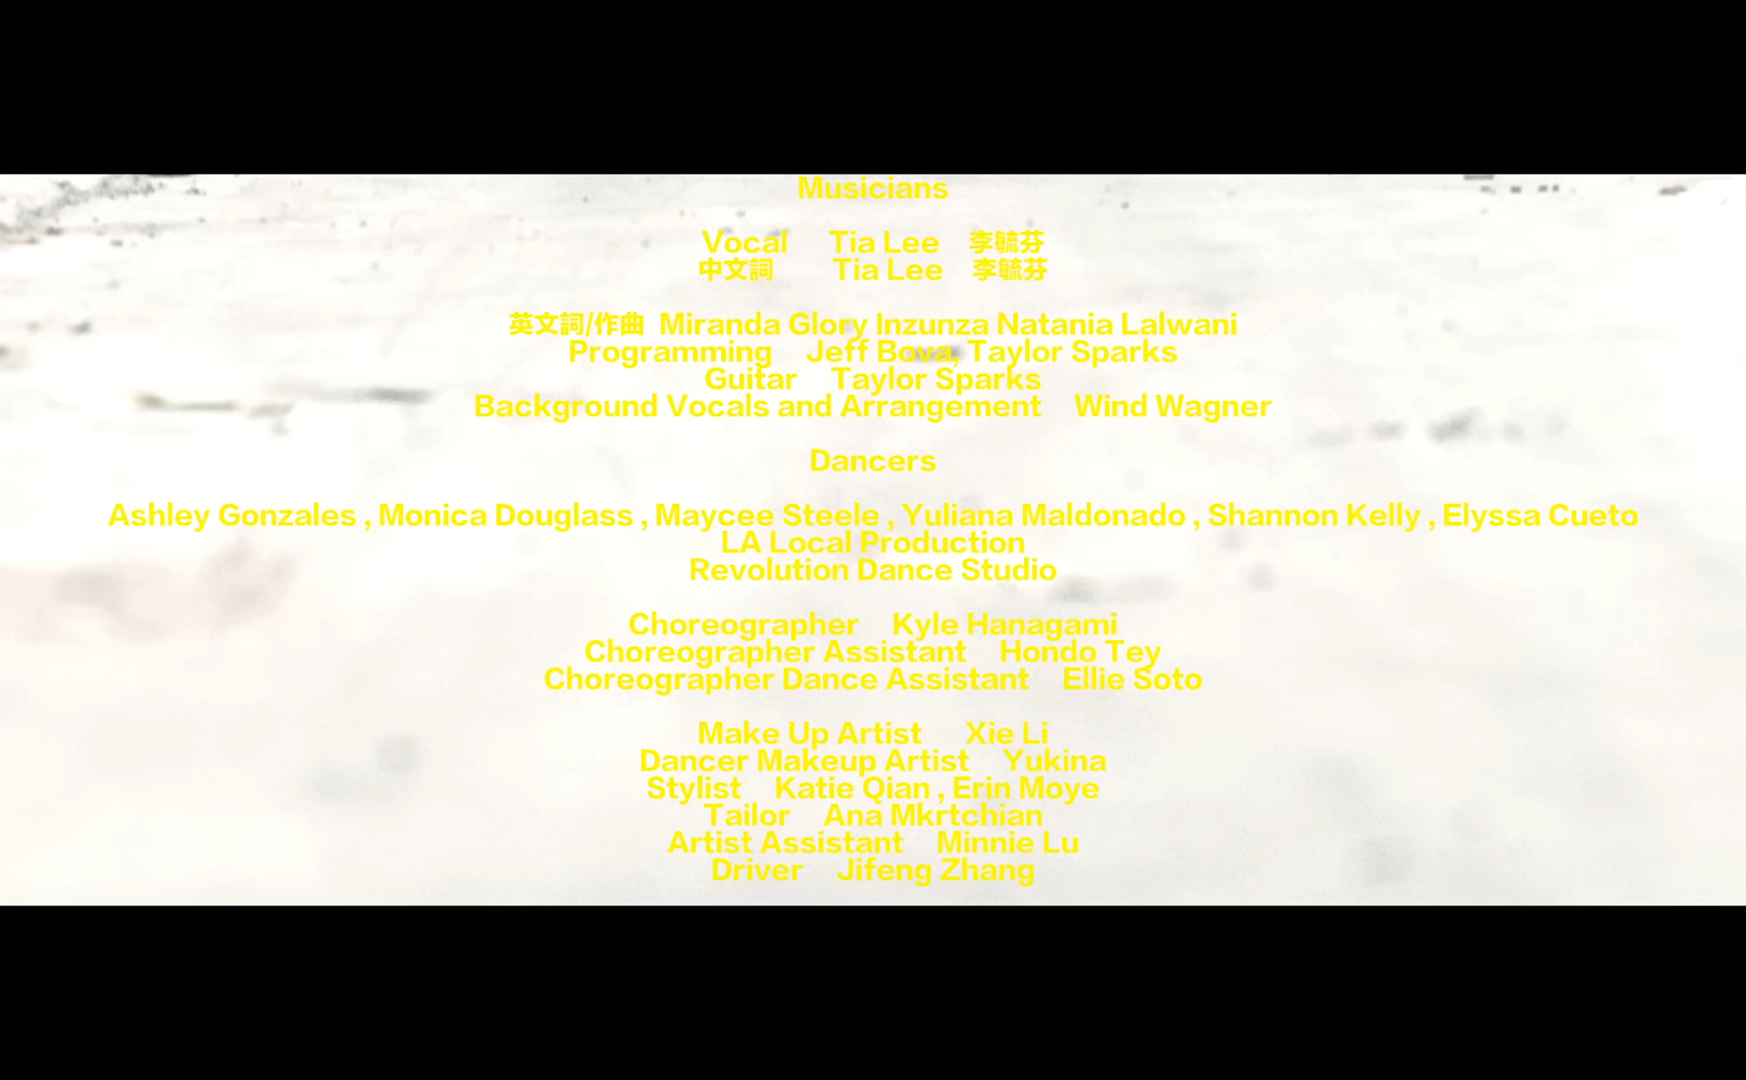 Musicians
Vocal Tia Lee 李毓芬
中文詞 Tia Lee 李毓芬
英文詞/作曲 Miranda Glory Inzunza Natania Lalwani
Programming Jeff Bova, Taylor Sparks
Guitar Taylor Sparks
Background Vocals and Arrangement Wind Wagner
Dancers
Ashley Gonzales , Monica Douglass , Maycee Steele , Yuliana Maldonado , Shannon Kelly , Elyssa Cueto
LA Local Production
Revolution Dance Studio
Choreographer Kyle Hanagami
Choreographer Assistant Hondo Tey
Choreographer Dance Assistant Ellie Soto
Make Up Artist Xie Li
Dancer Makeup Artist Yukina
Stylist Katie Qian , Erin Moye
Tailor Ana Mkrtchian
Artist Assistant Minnie Lu
Driver Jifeng Zhang